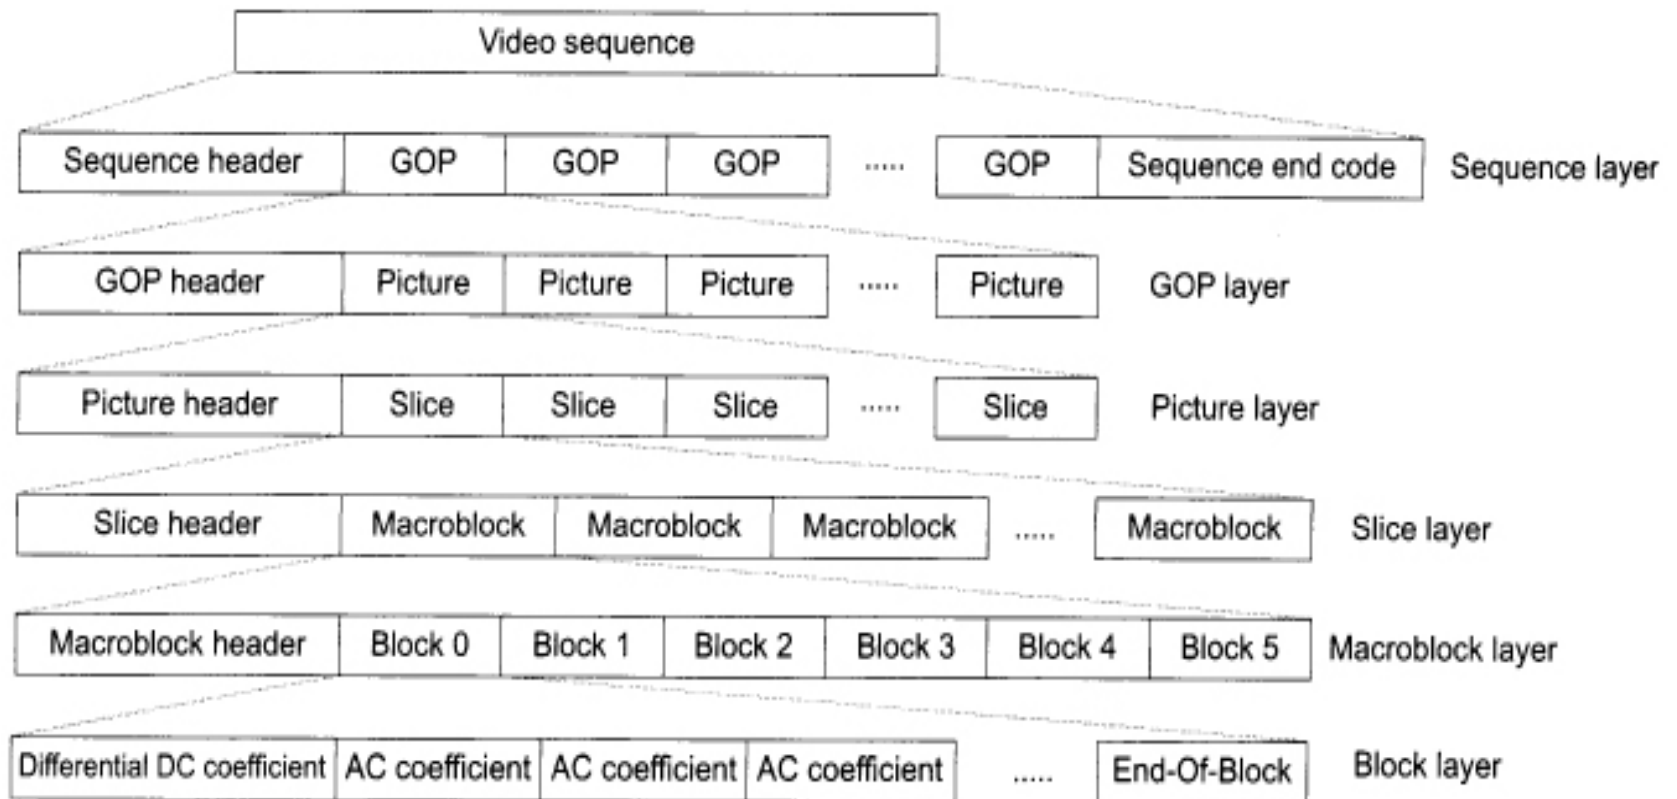 Video sequence
Sequence header GOP GOP GOP ..... GOP Sequence end code Sequence layer
GOP header Picture Picture Picture ..... Picture GOP layer
Picture header Slice Slice Slice ..... Slice Picture layer
Slice header Macroblock Macroblock Macroblock ..... Macroblock Slice layer
Macroblock header Block 0 Block 1 Block 2 Block 3 Block 4 Block 5 Macroblock layer
Differential DC coefficient AC coefficient AC coefficient AC coefficient ..... End-Of-Block Block layer